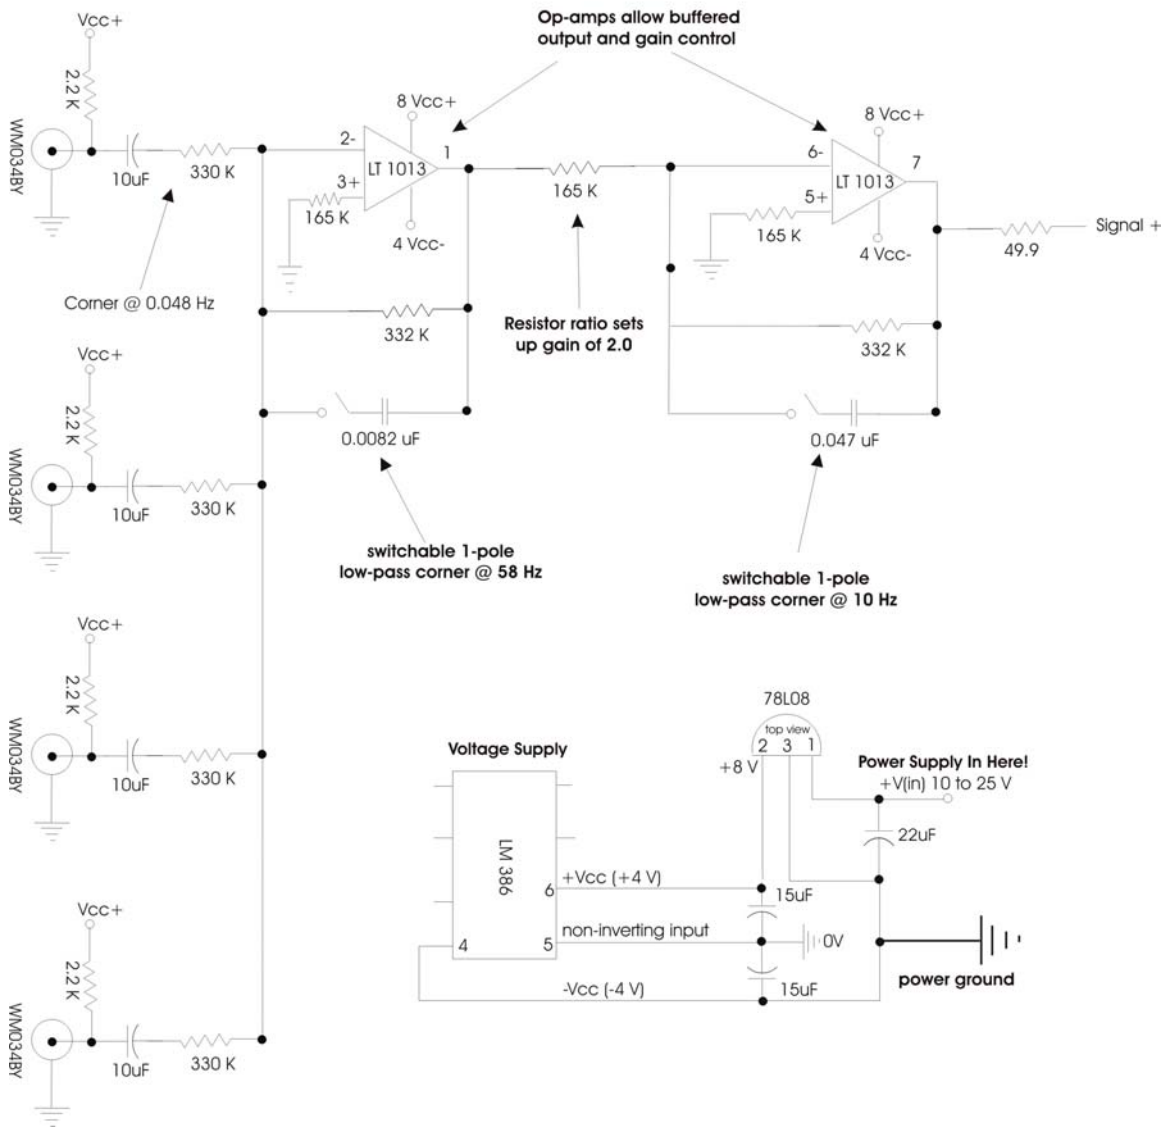 Vcc+
2.2 K
WM034BY
10uF
330 K
Corner @ 0.048 Hz
Op-amps allow buffered
output and gain control
8 Vcc+
2-
1
LT 1013
3+
165 K
4 Vcc-
165 K
Resistor ratio sets
up gain of 2.0
332 K
0.0082 uF
switchable 1-pole
low-pass corner @ 58 Hz
8 Vcc+
6-
7
LT 1013
5+
165 K
4 Vcc-
49.9
Signal +
332 K
0.047 uF
switchable 1-pole
low-pass corner @ 10 Hz
Vcc+
2.2 K
WM034BY
10uF
330 K
Vcc+
2.2 K
WM034BY
10uF
330 K
Vcc+
2.2 K
WM034BY
10uF
330 K
Voltage Supply
LM 386
6
5
4
+Vcc (+4 V)
non-inverting input
-Vcc (-4 V)
78L08
top view
2 3 1
+8 V
Power Supply In Here!
+V(in) 10 to 25 V
22uF
15uF
0V
15uF
power ground